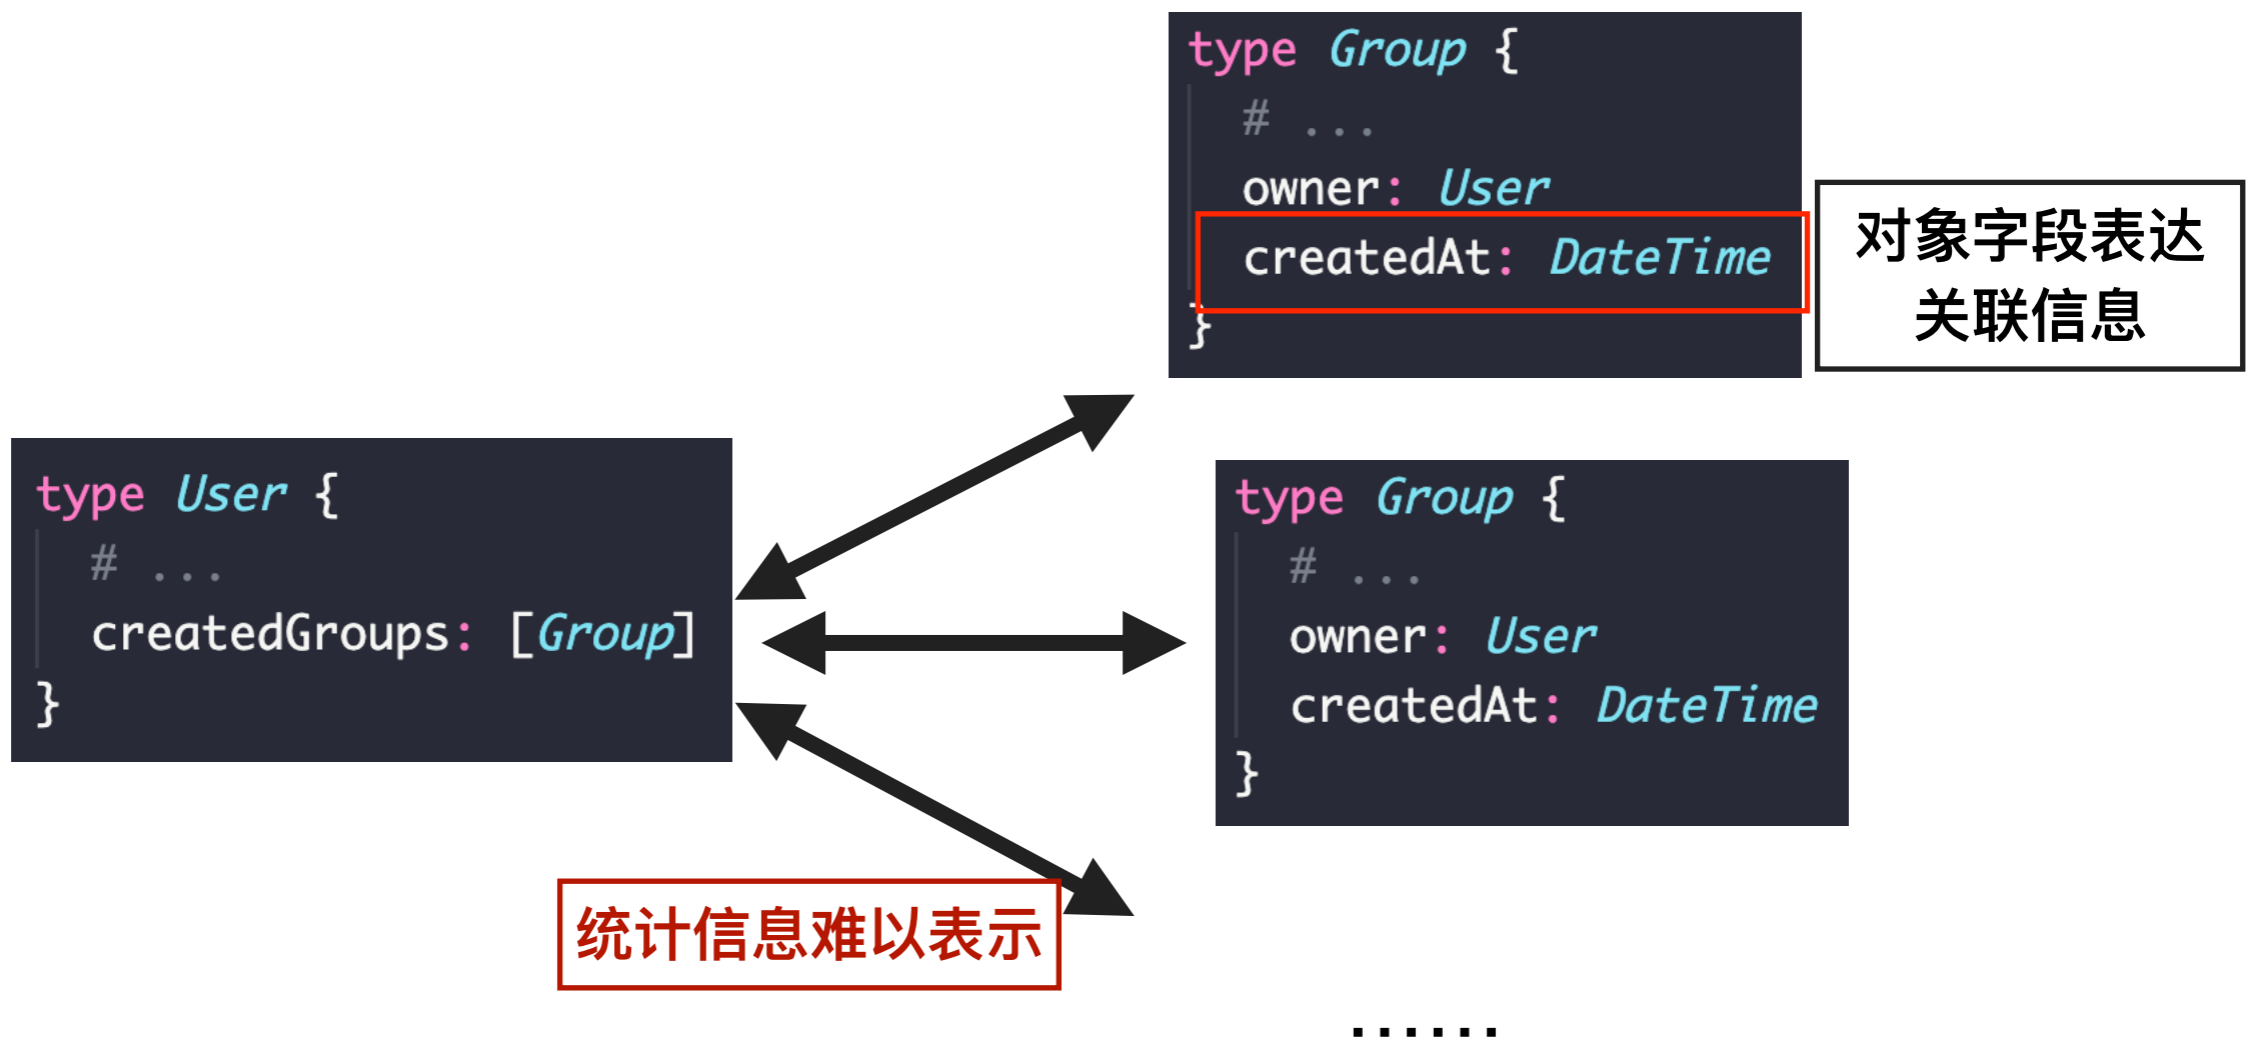 type Group {
# ...
owner: User
createdAt: DateTime
}
对象字段表达
关联信息
type User {
# ...
createdGroups: [Group]
}
type Group {
# ...
owner: User
createdAt: DateTime
}
统计信息难以表示
......